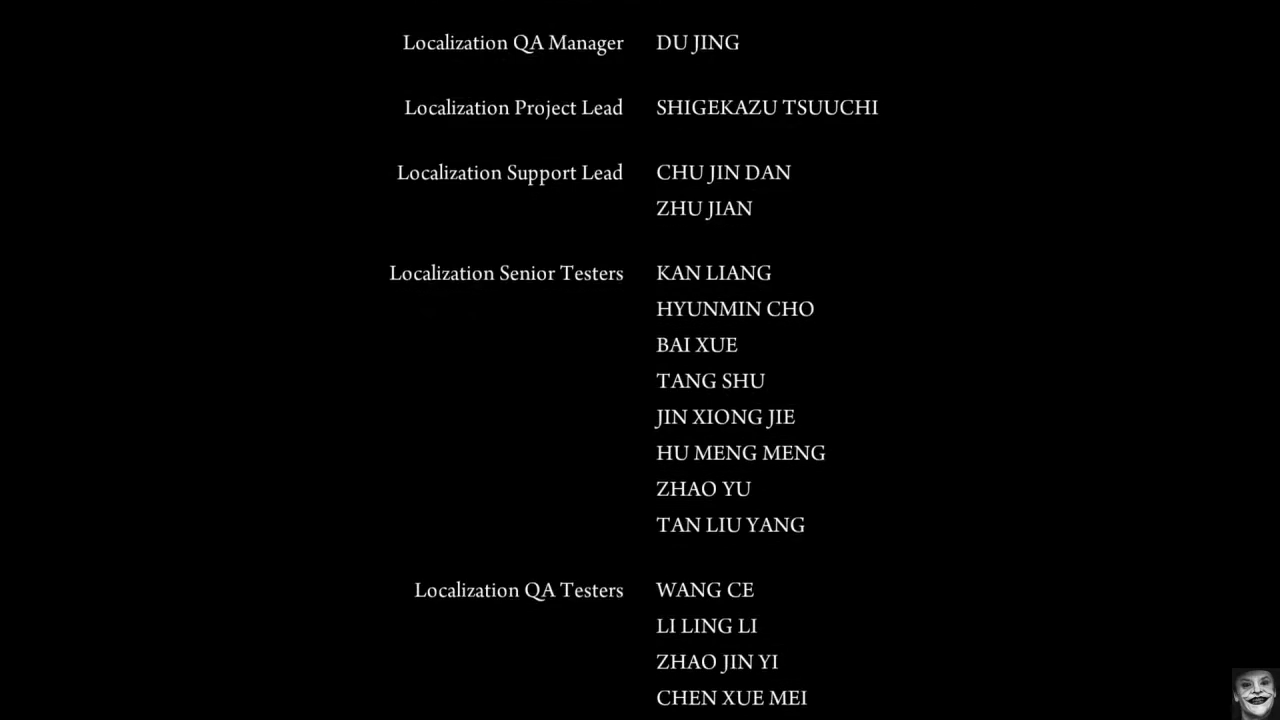 Localization QA Manager DU JING
Localization Project Lead SHIGEKAZU TSUUCHI
Localization Support Lead CHU JIN DAN
ZHU JIAN
Localization Senior Testers KAN LIANG
HYUNMIN CHO
BAI XUE
TANG SHU
JIN XIONG JIE
HU MENG MENG
ZHAO YU
TAN LIU YANG
Localization QA Testers WANG CE
LI LING LI
ZHAO JIN YI
CHEN XUE MEI